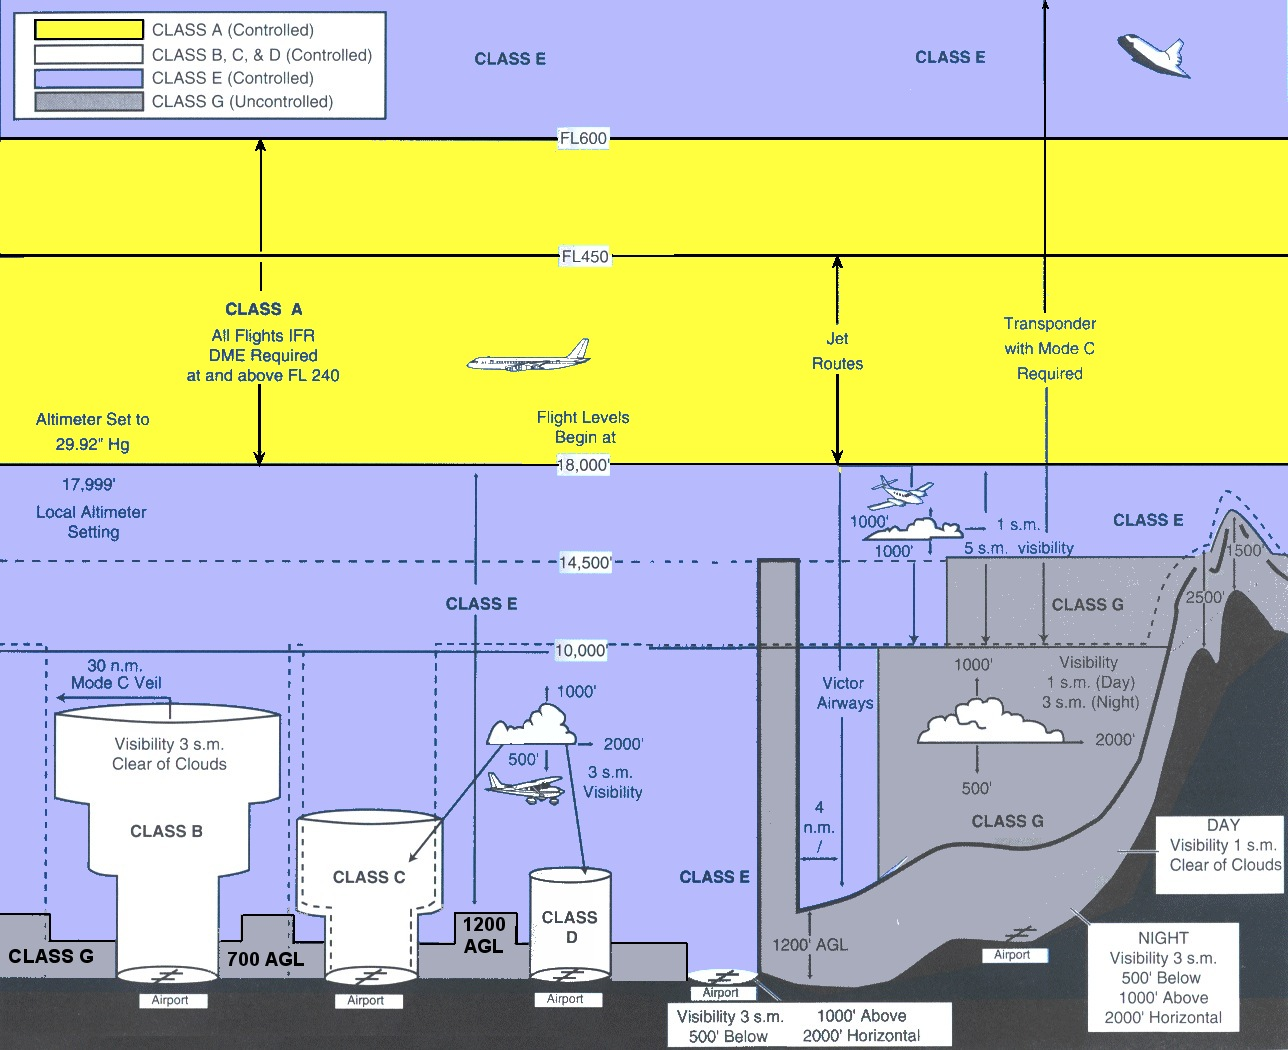 CLASS A (Controlled)
CLASS B, C, & D (Controlled)
CLASS E (Controlled)
CLASS G (Uncontrolled)
CLASS E
CLASS E
FL600
FL450
CLASS A
All Flights IFR
DME Required
at and above FL 240
Jet
Routes
Transponder
with Mode C
Required
Altimeter Set to
29.92" Hg
Flight Levels
Begin at
18,000'
17,999'
Local Altimeter
Setting
1000'
1000'
1 s.m.
5 s.m. visibility
CLASS E
1500'
14,500'
CLASS E
CLASS G
2500'
10,000'
30 n.m.
Mode C Veil
1000'
2000'
500'
3 s.m.
Visibility
Victor
Airways
1000'
Visibility
1 s.m. (Day)
3 s.m. (Night)
2000'
500'
CLASS G
Visibility 3 s.m.
Clear of Clouds
CLASS B
CLASS C
CLASS E
4
n.m.
DAY
Visibility 1 s.m.
Clear of Clouds
CLASS G
700 AGL
1200
AGL
CLASS
D
1200' AGL
NIGHT
Visibility 3 s.m.
500' Below
1000' Above
2000' Horizontal
Airport
Airport
Airport
Airport
Airport
Visibility 3 s.m. 1000' Above
500' Below 2000' Horizontal